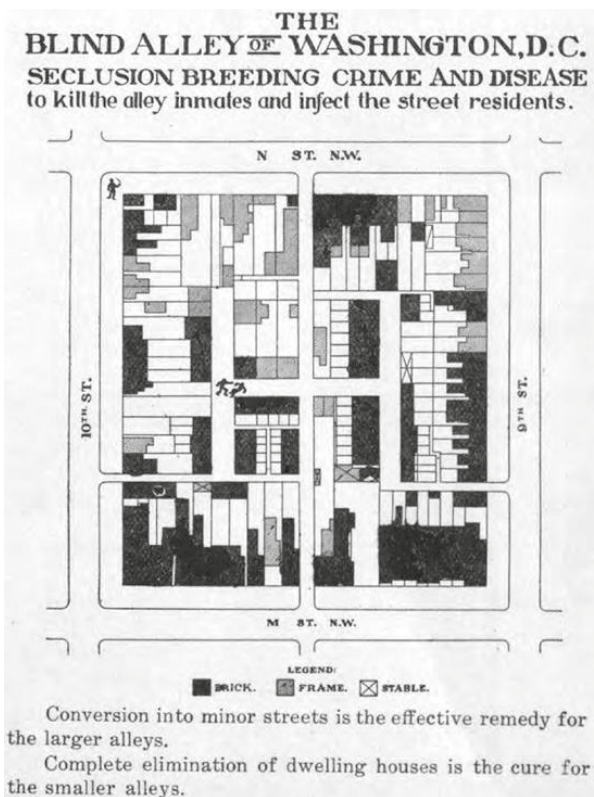 THE
BLIND ALLEY OF WASHINGTON, D.C.
SECLUSION BREEDING CRIME AND DISEASE
to kill the alley inmates and infect the street residents.
N ST. N.W.
10TH ST.
9TH ST.
M ST. N.W.
LEGEND:
BRICK. FRAME. STABLE.
Conversion into minor streets is the effective remedy for
the larger alleys.
Complete elimination of dwelling houses is the cure for
the smaller alleys.